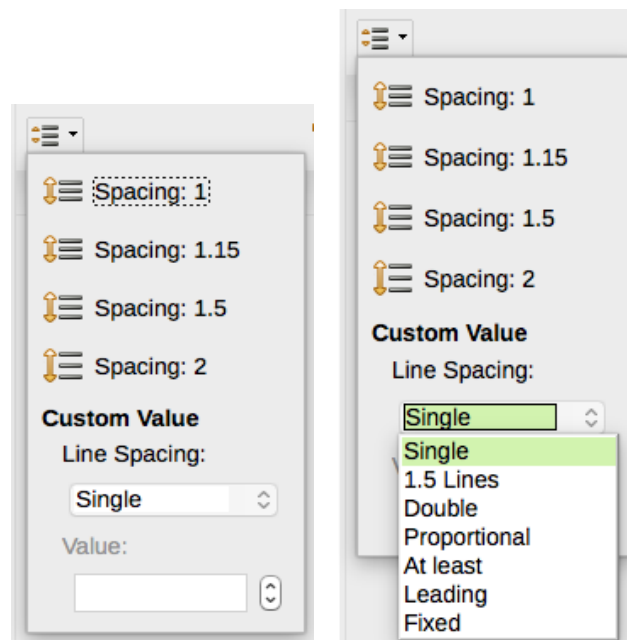 Spacing: 1
Spacing: 1.15
Spacing: 1.5
Spacing: 2
Custom Value
Line Spacing:
Single
Value:
Spacing: 1
Spacing: 1.15
Spacing: 1.5
Spacing: 2
Custom Value
Line Spacing:
Single
Single
1.5 Lines
Double
Proportional
At least
Leading
Fixed